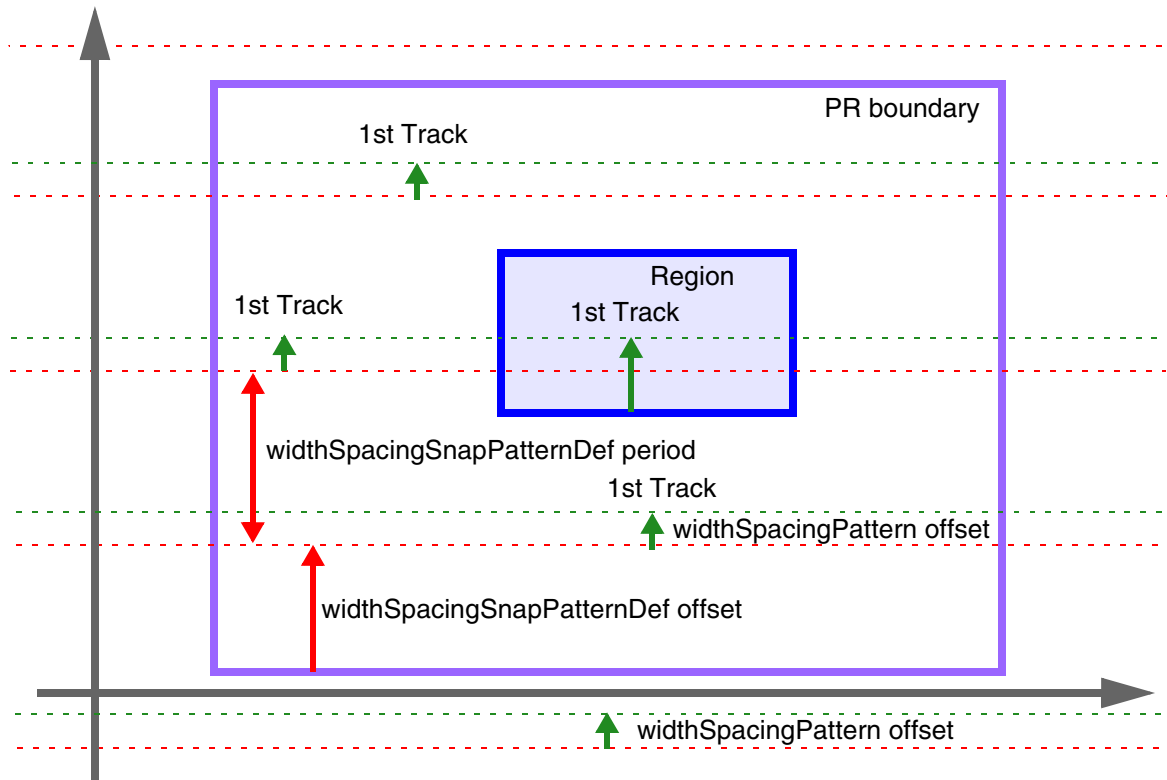 PR boundary
1st Track
Region
1st Track
1st Track
widthSpacingSnapPatternDef period
1st Track
widthSpacingPattern offset
widthSpacingSnapPatternDef offset
widthSpacingPattern offset